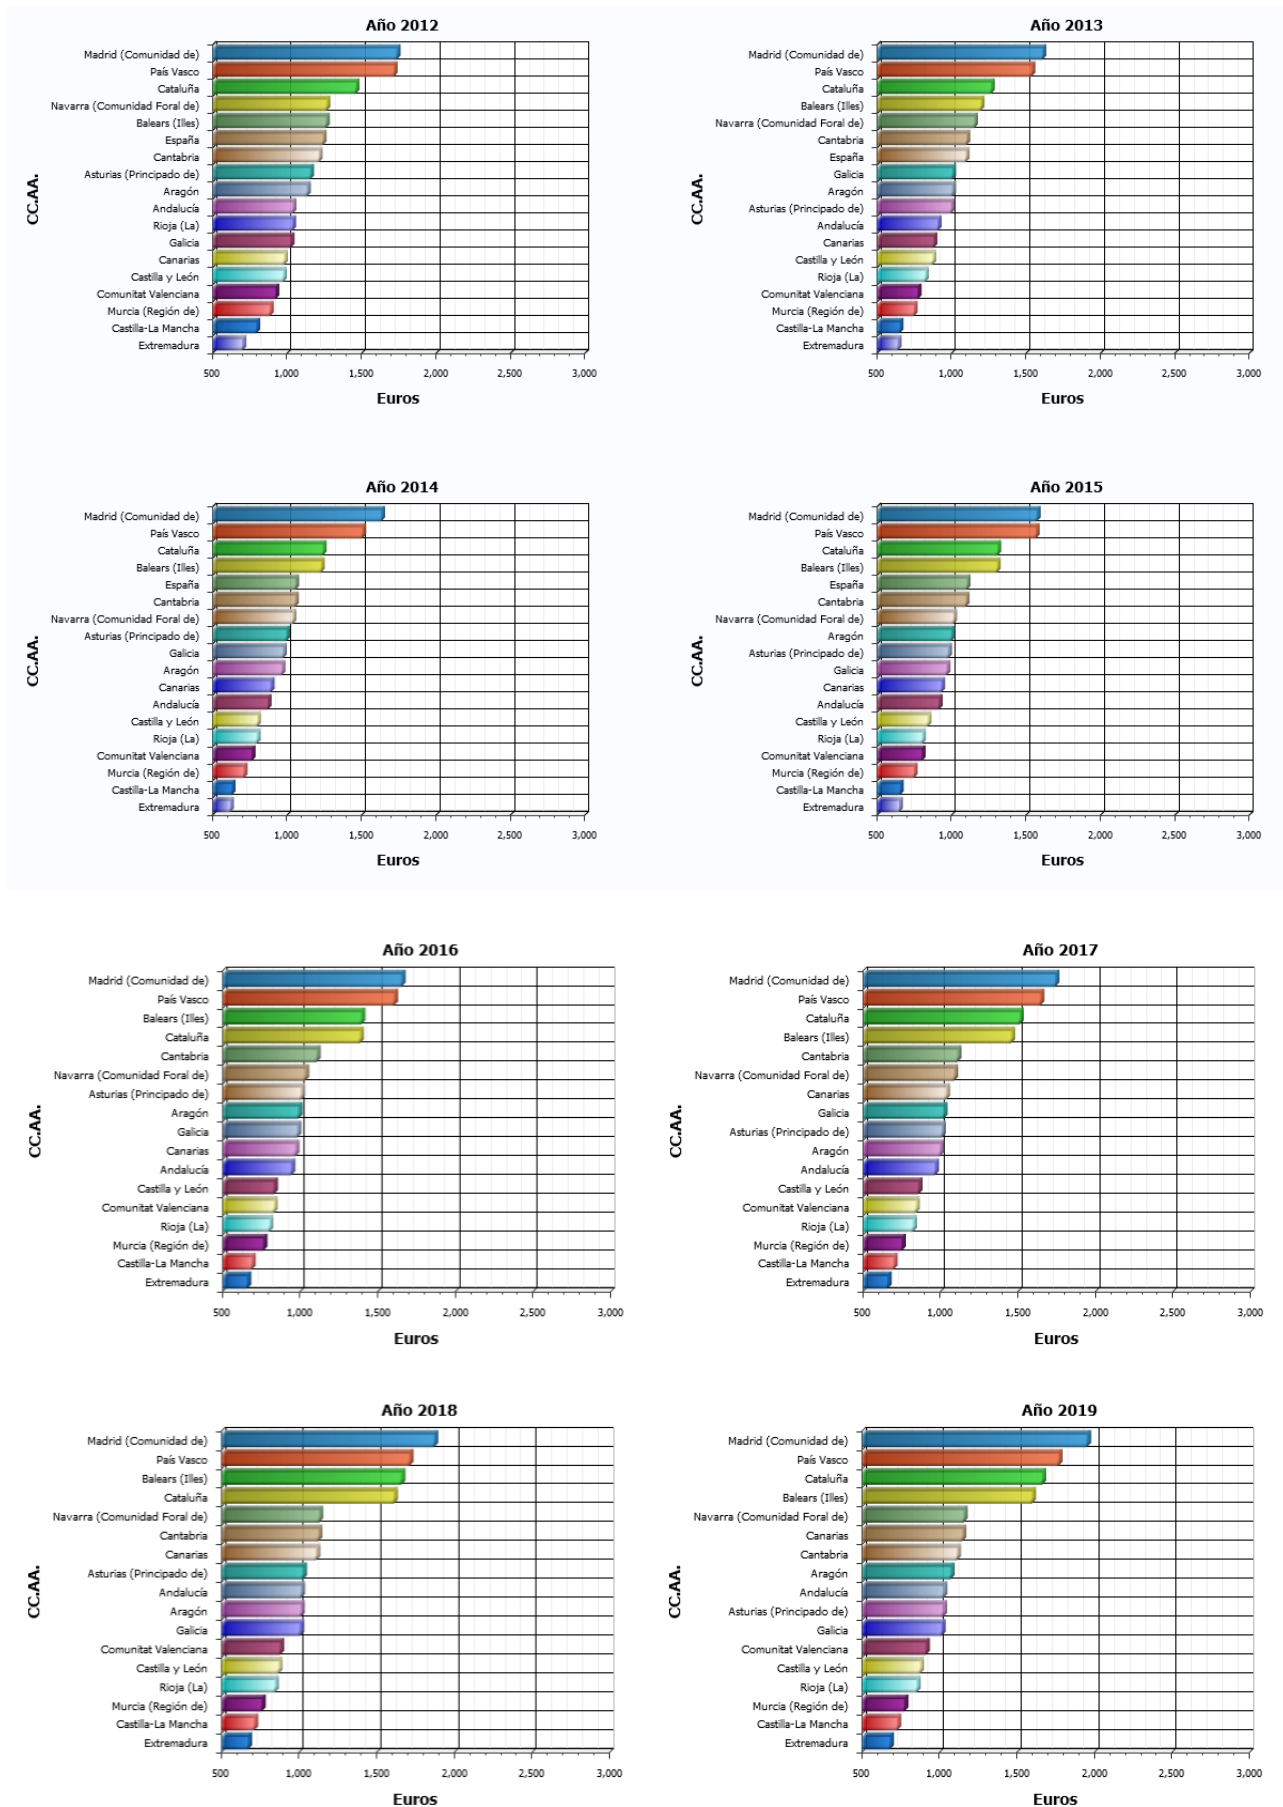 Año 2012
CC.AA.
Madrid (Comunidad de)
País Vasco
Cataluña
Navarra (Comunidad Foral de)
Balears (Illes)
España
Cantabria
Asturias (Principado de)
Aragón
Andalucía
Rioja (La)
Galicia
Canarias
Castilla y León
Comunitat Valenciana
Murcia (Región de)
Castilla-La Mancha
Extremadura
500 1,000 1,500 2,000 2,500 3,000
Euros
Año 2013
CC.AA.
Madrid (Comunidad de)
País Vasco
Cataluña
Balears (Illes)
Navarra (Comunidad Foral de)
Cantabria
España
Galicia
Aragón
Asturias (Principado de)
Andalucía
Canarias
Castilla y León
Rioja (La)
Comunitat Valenciana
Murcia (Región de)
Castilla-La Mancha
Extremadura
500 1,000 1,500 2,000 2,500 3,000
Euros
Año 2014
CC.AA.
Madrid (Comunidad de)
País Vasco
Cataluña
Balears (Illes)
España
Cantabria
Navarra (Comunidad Foral de)
Asturias (Principado de)
Galicia
Aragón
Canarias
Andalucía
Castilla y León
Rioja (La)
Comunitat Valenciana
Murcia (Región de)
Castilla-La Mancha
Extremadura
500 1,000 1,500 2,000 2,500 3,000
Euros
Año 2015
CC.AA.
Madrid (Comunidad de)
País Vasco
Cataluña
Balears (Illes)
España
Cantabria
Navarra (Comunidad Foral de)
Aragón
Asturias (Principado de)
Galicia
Canarias
Andalucía
Castilla y León
Rioja (La)
Comunitat Valenciana
Murcia (Región de)
Castilla-La Mancha
Extremadura
500 1,000 1,500 2,000 2,500 3,000
Euros
Año 2016
CC.AA.
Madrid (Comunidad de)
País Vasco
Balears (Illes)
Cataluña
Cantabria
Navarra (Comunidad Foral de)
Asturias (Principado de)
Aragón
Galicia
Canarias
Andalucía
Castilla y León
Comunitat Valenciana
Rioja (La)
Murcia (Región de)
Castilla-La Mancha
Extremadura
500 1,000 1,500 2,000 2,500 3,000
Euros
Año 2017
CC.AA.
Madrid (Comunidad de)
País Vasco
Cataluña
Balears (Illes)
Cantabria
Navarra (Comunidad Foral de)
Canarias
Galicia
Asturias (Principado de)
Aragón
Andalucía
Castilla y León
Comunitat Valenciana
Rioja (La)
Murcia (Región de)
Castilla-La Mancha
Extremadura
500 1,000 1,500 2,000 2,500 3,000
Euros
Año 2018
CC.AA.
Madrid (Comunidad de)
País Vasco
Balears (Illes)
Cataluña
Navarra (Comunidad Foral de)
Cantabria
Canarias
Asturias (Principado de)
Andalucía
Aragón
Galicia
Comunitat Valenciana
Castilla y León
Rioja (La)
Murcia (Región de)
Castilla-La Mancha
Extremadura
500 1,000 1,500 2,000 2,500 3,000
Euros
Año 2019
CC.AA.
Madrid (Comunidad de)
País Vasco
Cataluña
Balears (Illes)
Navarra (Comunidad Foral de)
Canarias
Cantabria
Aragón
Andalucía
Asturias (Principado de)
Galicia
Comunitat Valenciana
Castilla y León
Rioja (La)
Murcia (Región de)
Castilla-La Mancha
Extremadura
500 1,000 1,500 2,000 2,500 3,000
Euros